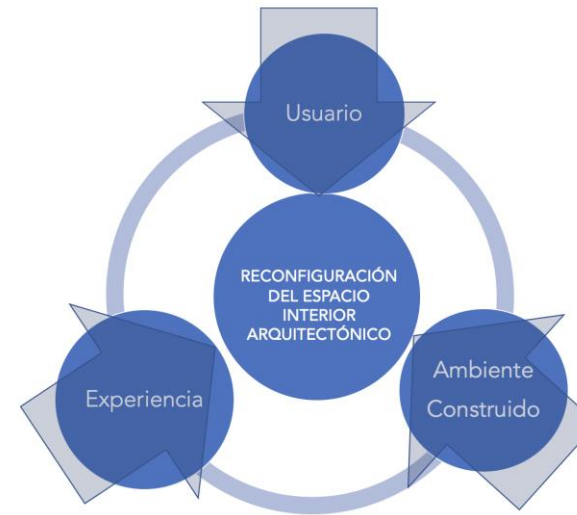 Usuario
RECONFIGURACIÓN
DEL ESPACIO
INTERIOR
ARQUITECTÓNICO
Experiencia
Ambiente
Construido